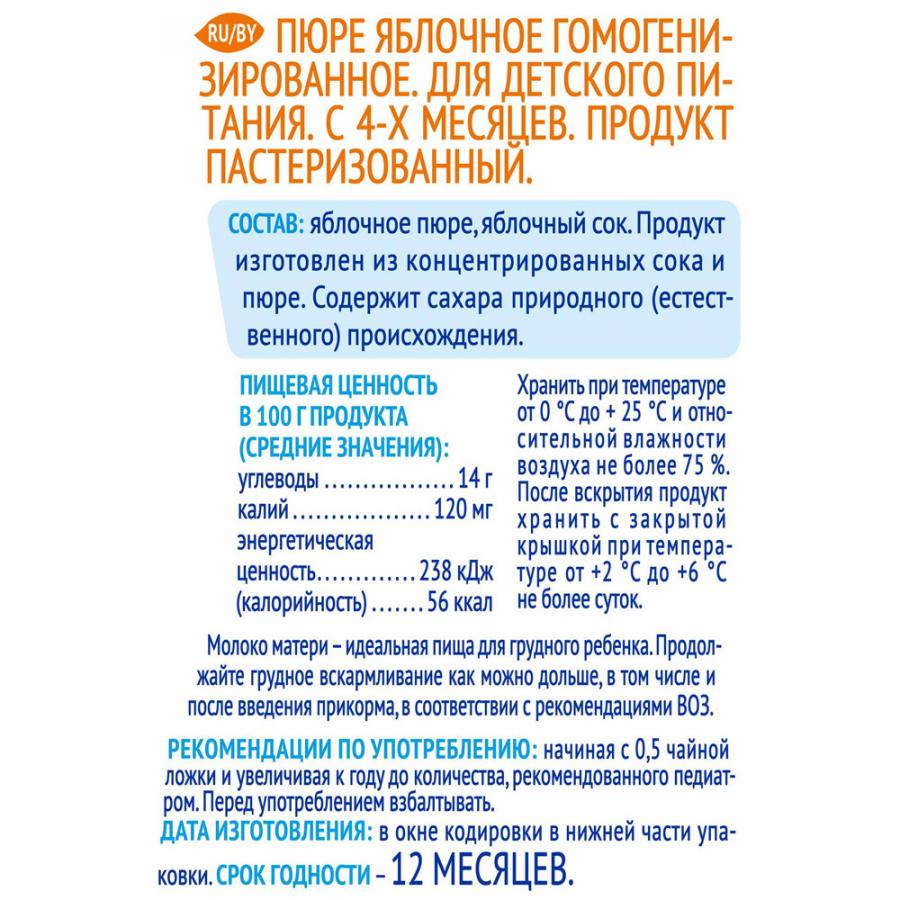 RU/BY ПЮРЕ ЯБЛОЧНОЕ ГОМОГЕНИ-
ЗИРОВАННОЕ. ДЛЯ ДЕТСКОГО ПИ-
ТАНИЯ. С 4-Х МЕСЯЦЕВ. ПРОДУКТ
ПАСТЕРИЗОВАННЫЙ.
СОСТАВ: яблочное пюре, яблочный сок. Продукт
изготовлен из концентрированных сока и
пюре. Содержит сахара природного (естест-
венного) происхождения.
ПИЩЕВАЯ ЦЕННОСТЬ
В 100 Г ПРОДУКТА
(СРЕДНИЕ ЗНАЧЕНИЯ):
углеводы ................. 14 г
калий .................. 120 мг
энергетическая
ценность............. 238 кДж
(калорийность) ....... 56 ккал
Хранить при температуре
от 0 °С до + 25 °С и отно-
сительной влажности
воздуха не более 75 %.
После вскрытия продукт
хранить с закрытой
крышкой при темпера-
туре от +2 °С до +6 °С
не более суток.
Молоко матери – идеальная пища для грудного ребенка. Продол-
жайте грудное вскармливание как можно дольше, в том числе и
после введения прикорма, в соответствии с рекомендациями ВОЗ.
РЕКОМЕНДАЦИИ ПО УПОТРЕБЛЕНИЮ: начиная с 0,5 чайной
ложки и увеличивая к году до количества, рекомендованного педиат-
ром. Перед употреблением взбалтывать.
ДАТА ИЗГОТОВЛЕНИЯ: в окне кодировки в нижней части упа-
ковки. СРОК ГОДНОСТИ – 12 МЕСЯЦЕВ.